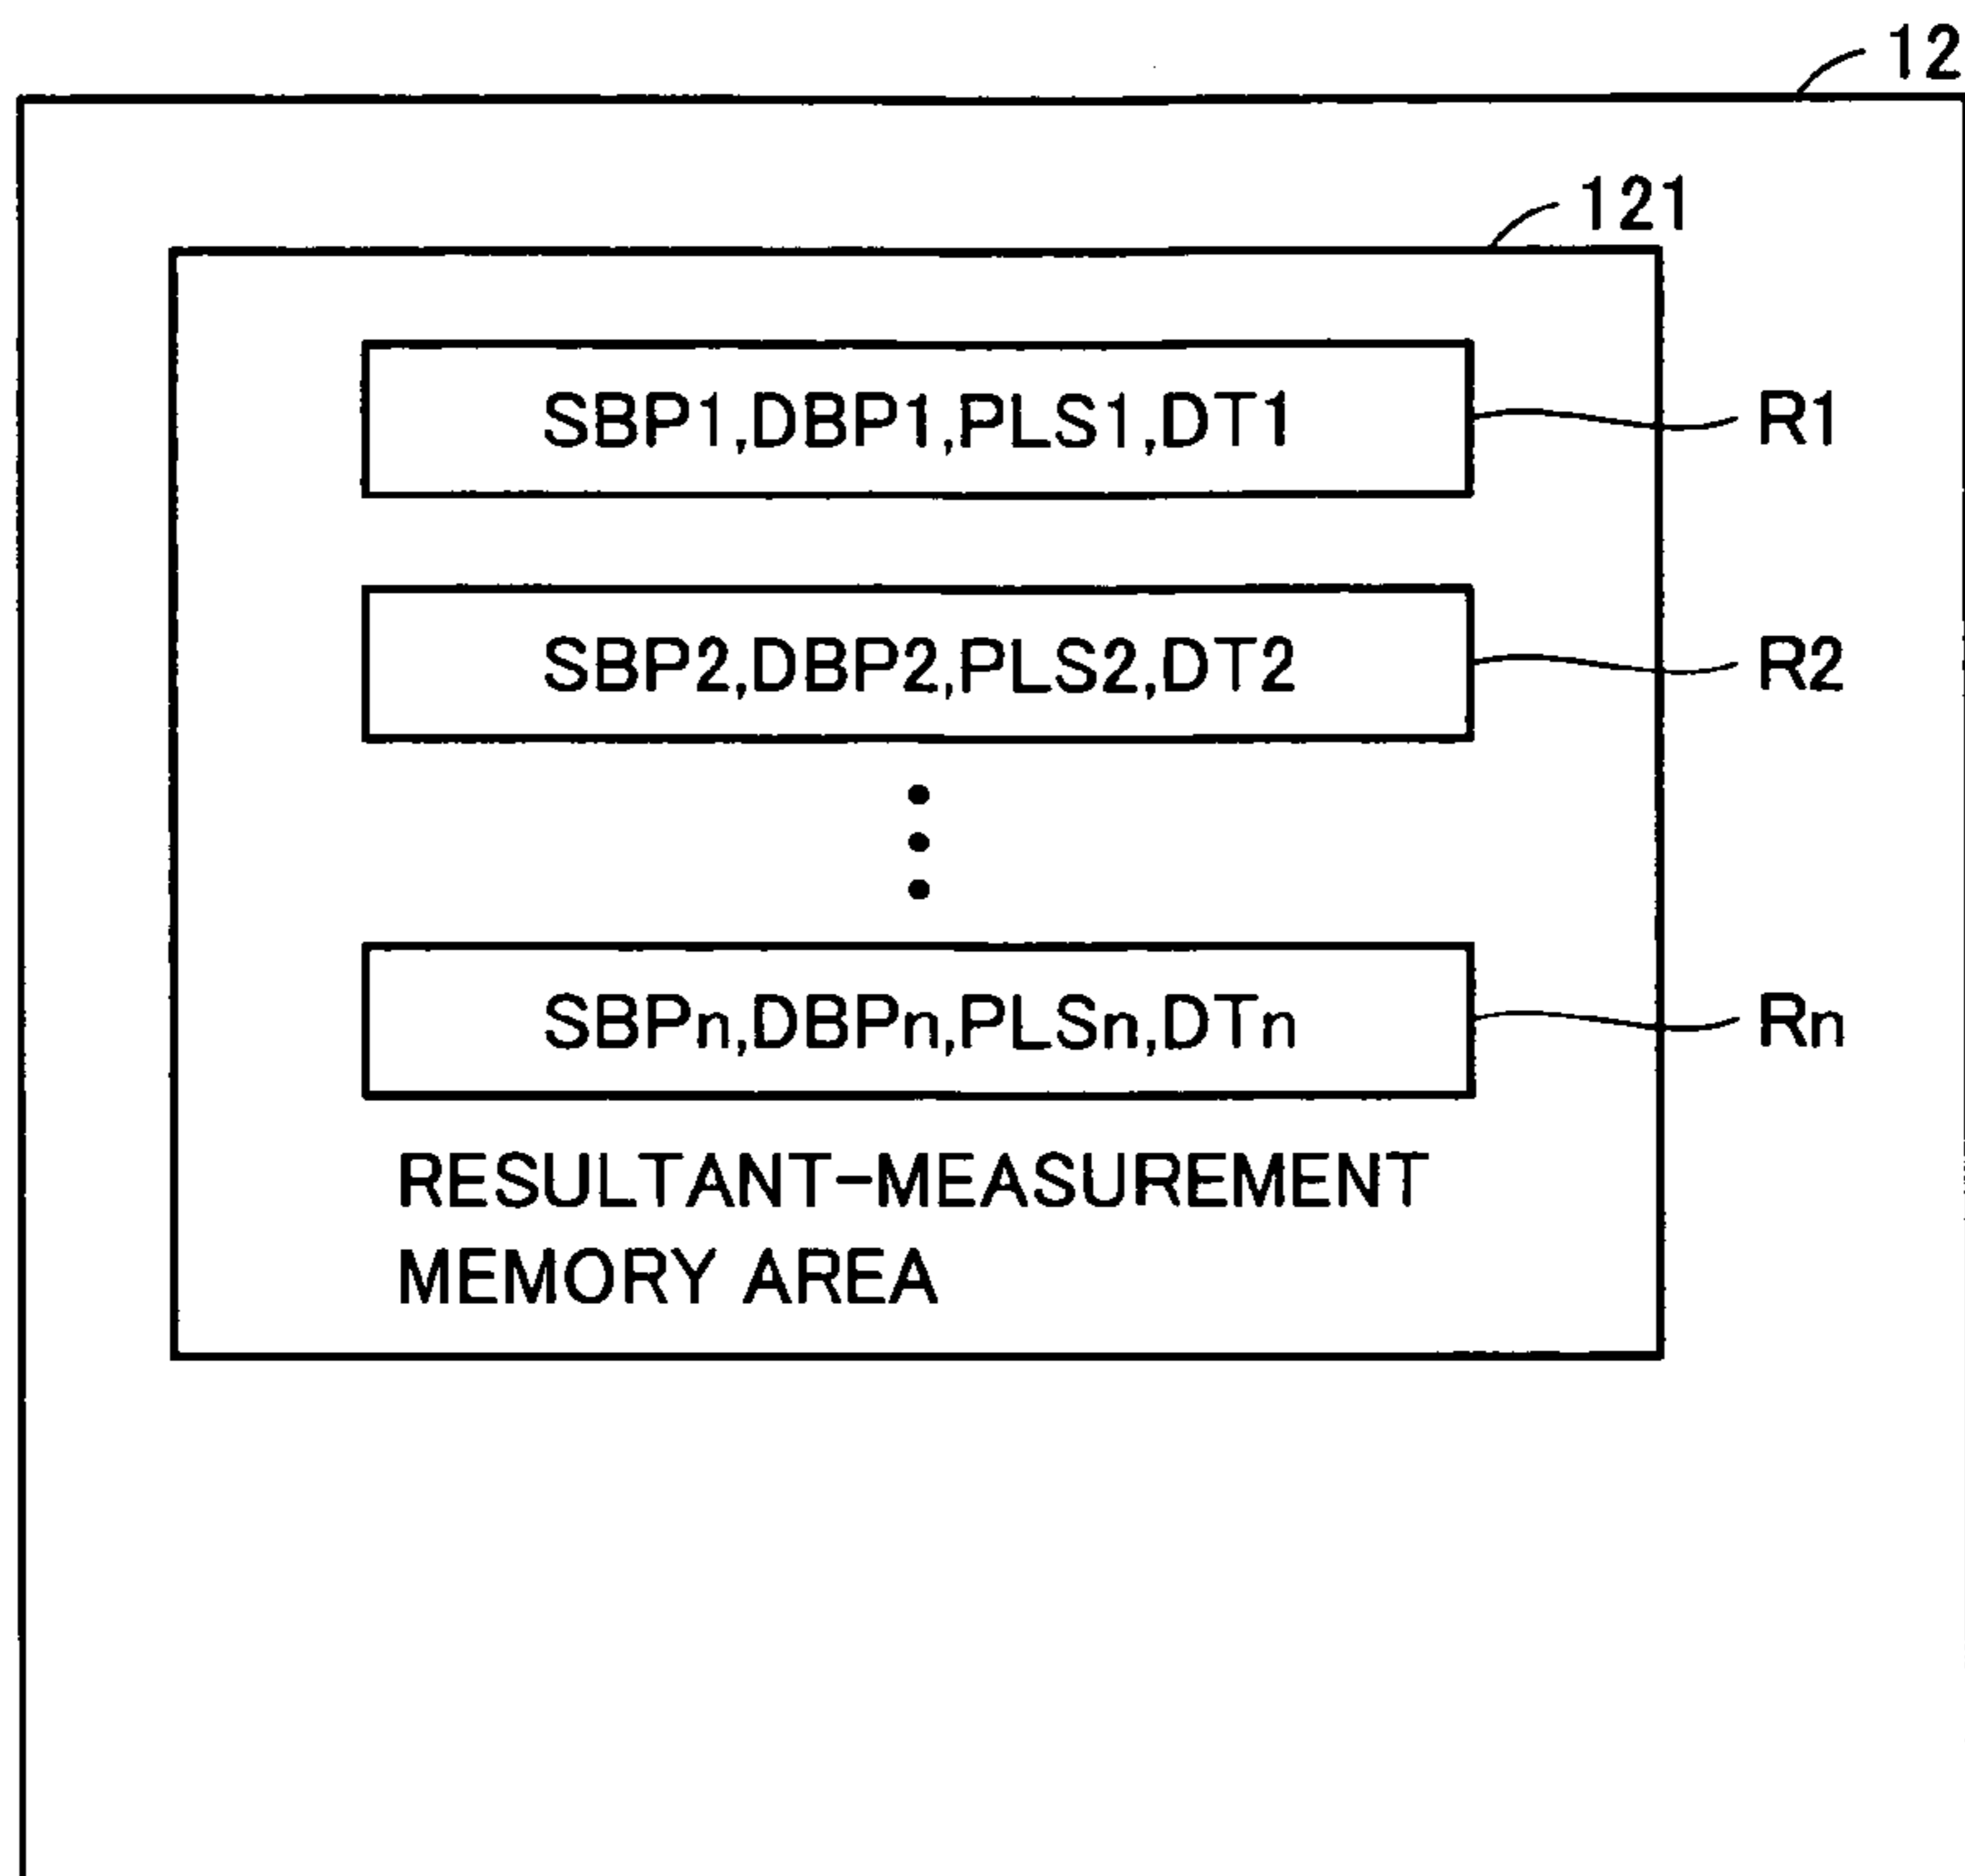 12
121
SBP1,DBP1,PLS1,DT1
R1
SBP2,DBP2,PLS2,DT2
R2
SBPn,DBPn,PLSn,DTn
Rn
RESULTANT-MEASUREMENT
MEMORY AREA